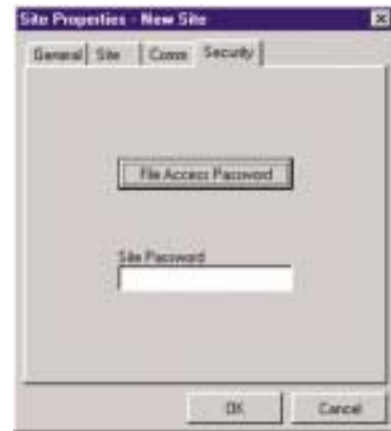 Site Properties - New Site
General Site Comm Security
File Access Password
Site Password
OK Cancel